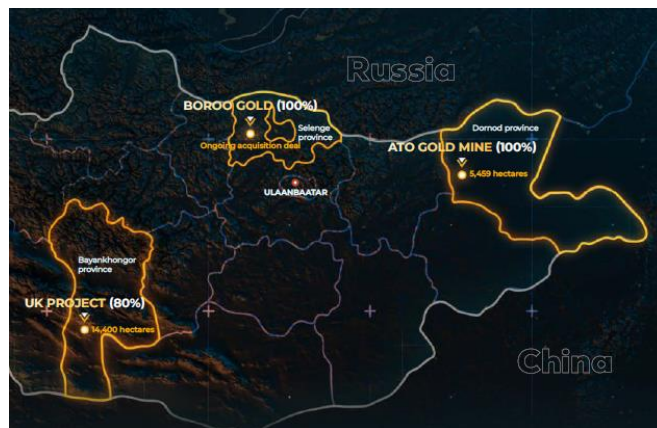 Russia
BOROO GOLD (100%)
Selenge
province
Ongoing acquisition deal
Dornod province
ATO GOLD MINE (100%)
5,459 hectares
ULAANBAATAR
Bayankhongor
province
UK PROJECT (80%)
14,400 hectares
China